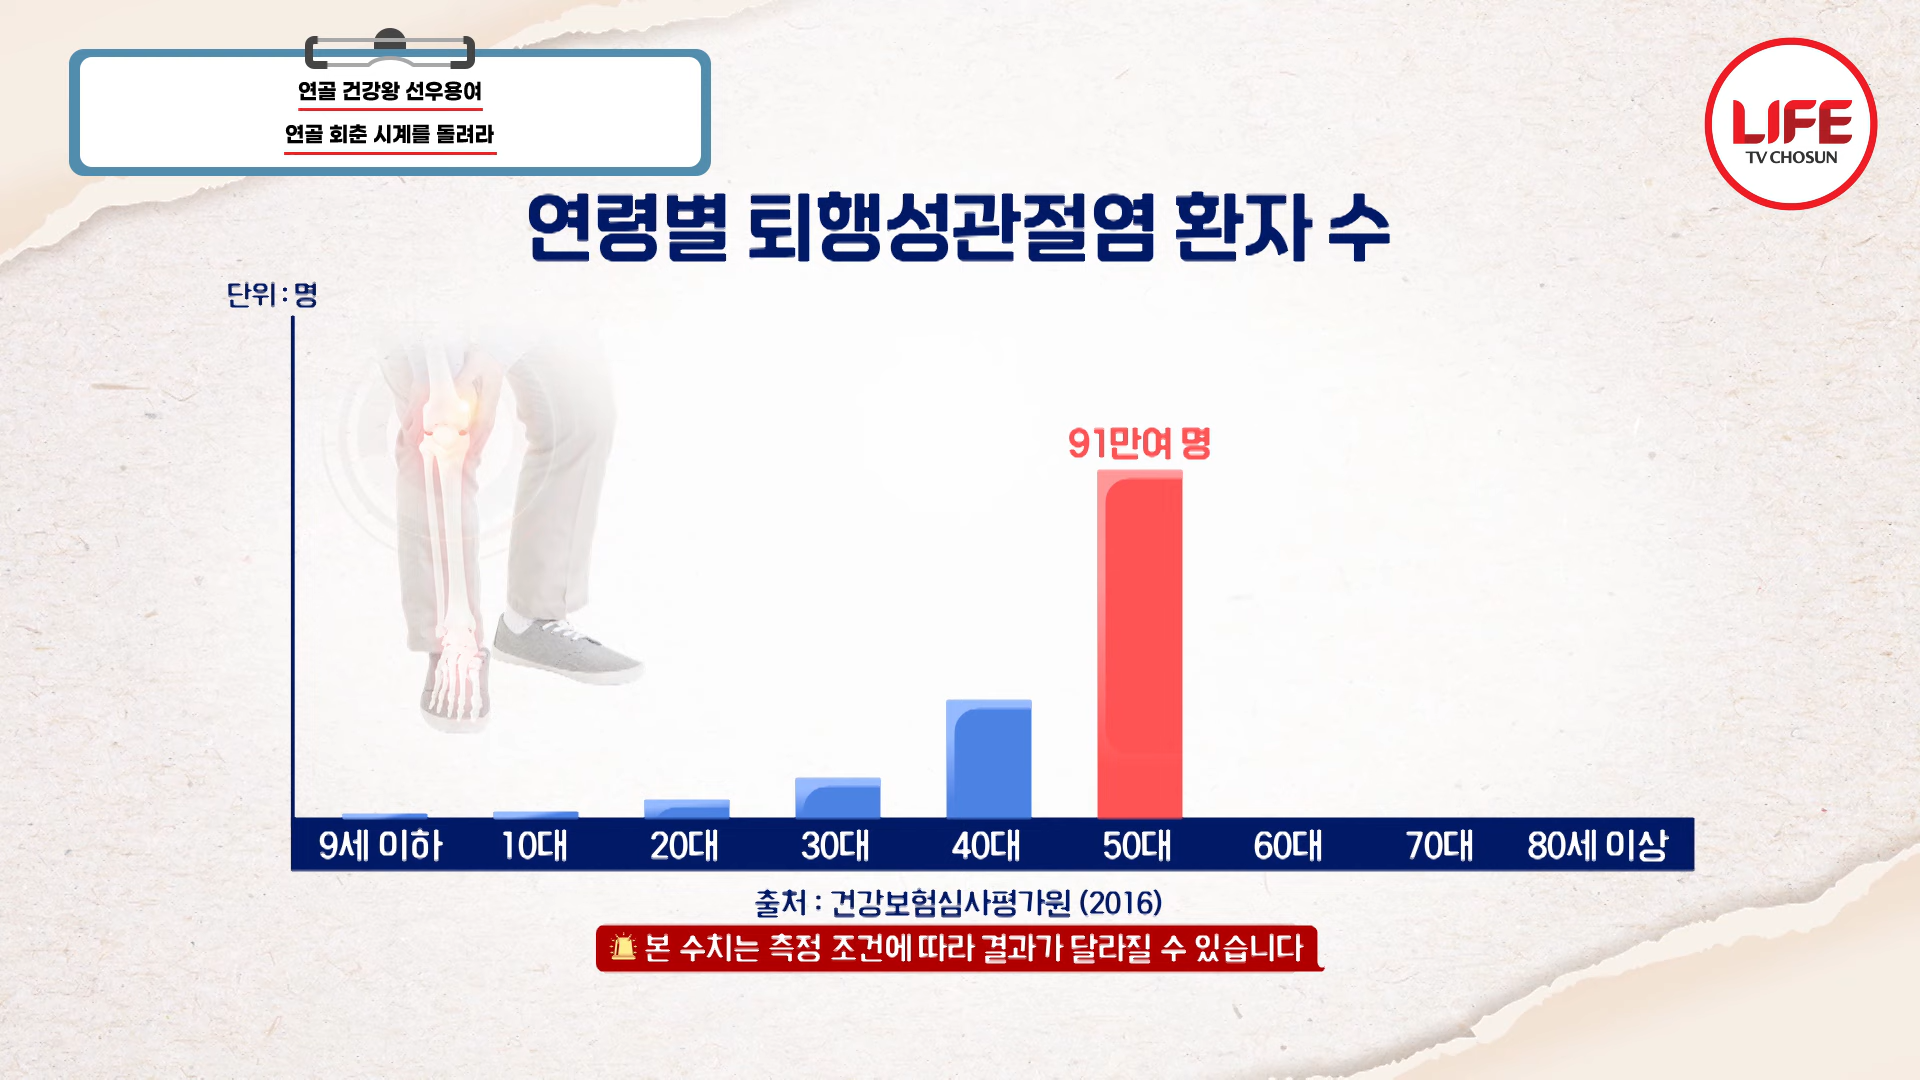 연골 건강왕 선우용여
연골 회춘 시계를 돌려라
LIFE
TV CHOSUN
연령별 퇴행성관절염 환자 수
단위 : 명
91만여 명
9세 이하 10대 20대 30대 40대 50대 60대 70대 80세 이상
출처 : 건강보험심사평가원 (2016)
본 수치는 측정 조건에 따라 결과가 달라질 수 있습니다